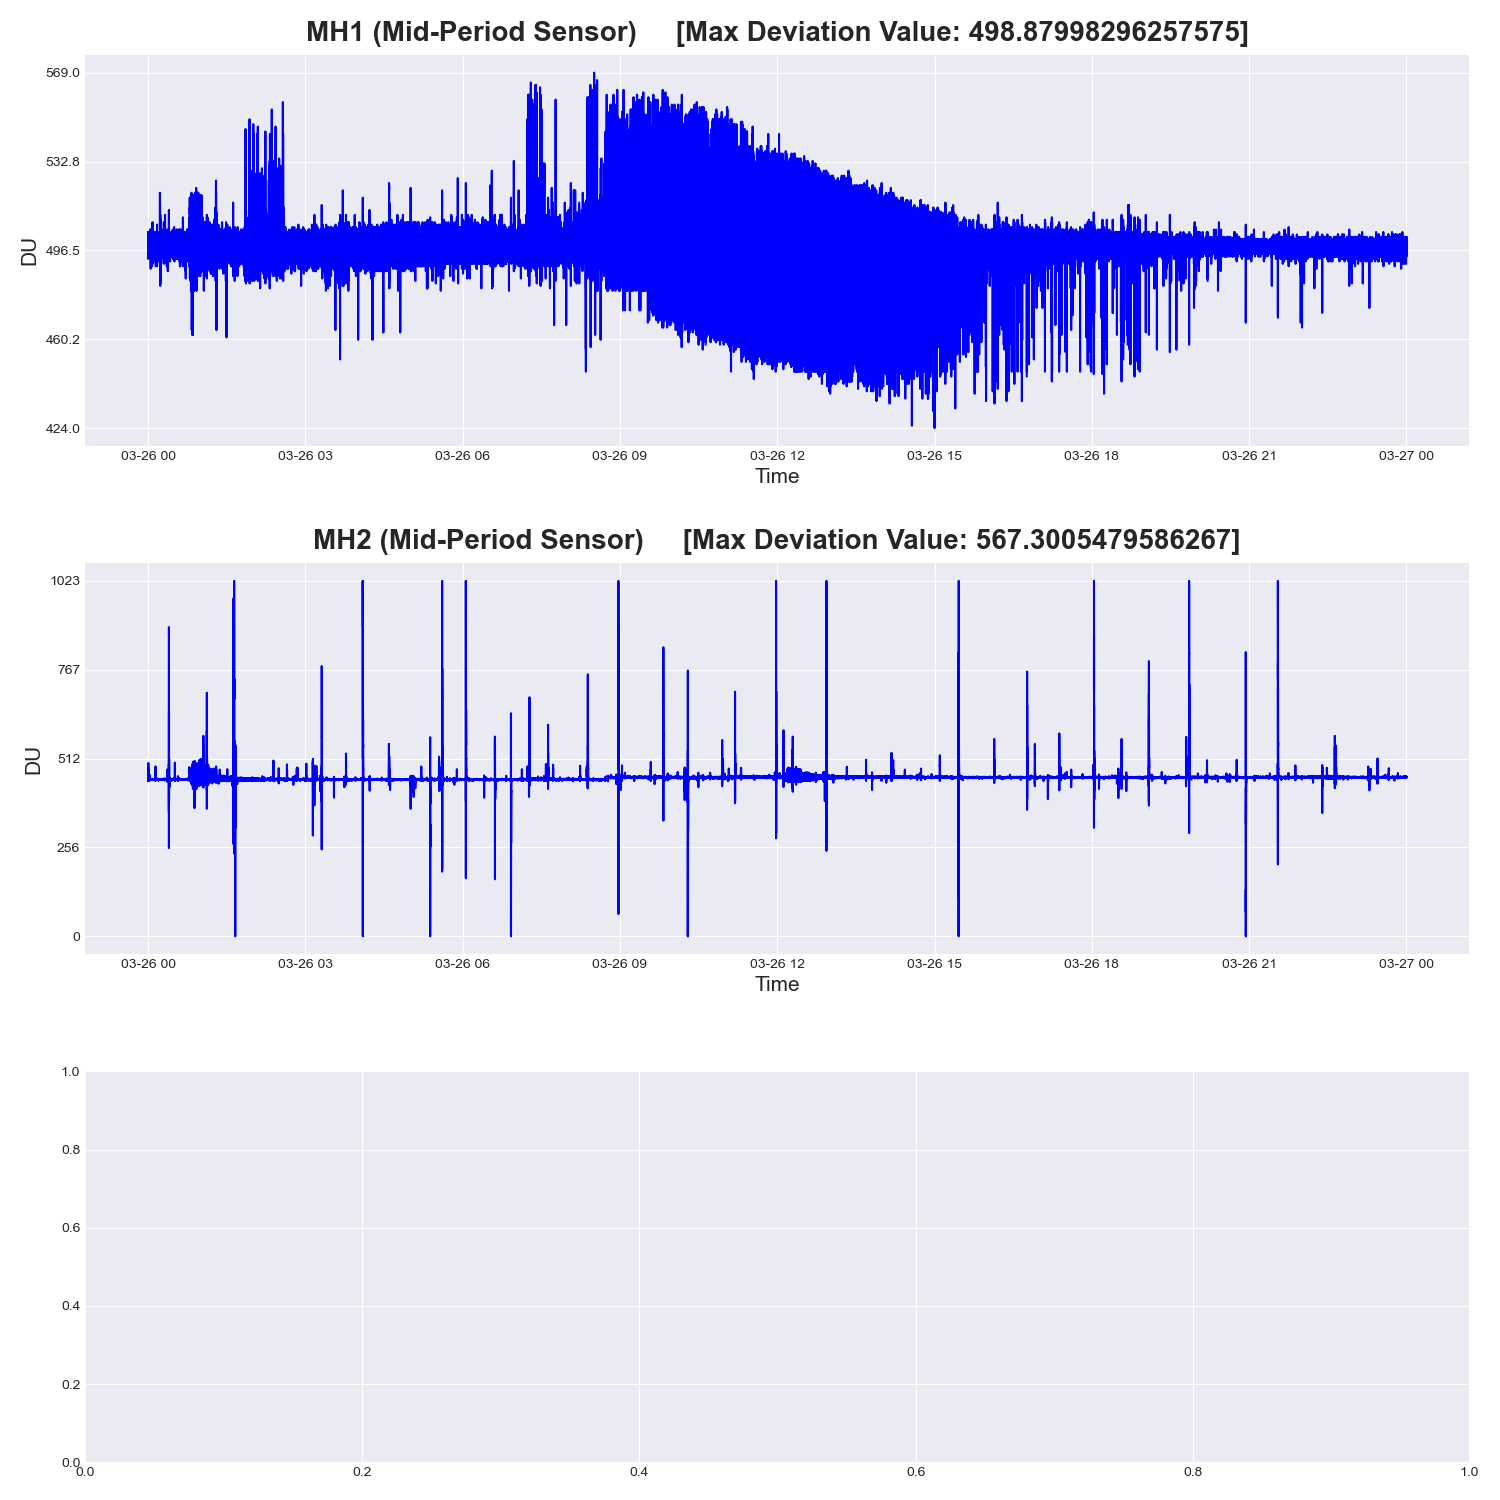 MH1 (Mid-Period Sensor) [Max Deviation Value: 498.87998296257575]
569.0
532.8
496.5
460.2
424.0
DU
03-26 00 03-26 03 03-26 06 03-26 09 03-26 12 03-26 15 03-26 18 03-26 21 03-27 00
Time
MH2 (Mid-Period Sensor) [Max Deviation Value: 567.3005479586267]
1023
767
512
256
0
DU
03-26 00 03-26 03 03-26 06 03-26 09 03-26 12 03-26 15 03-26 18 03-26 21 03-27 00
Time
1.0
0.8
0.6
0.4
0.2
0.0
0.0 0.2 0.4 0.6 0.8 1.0